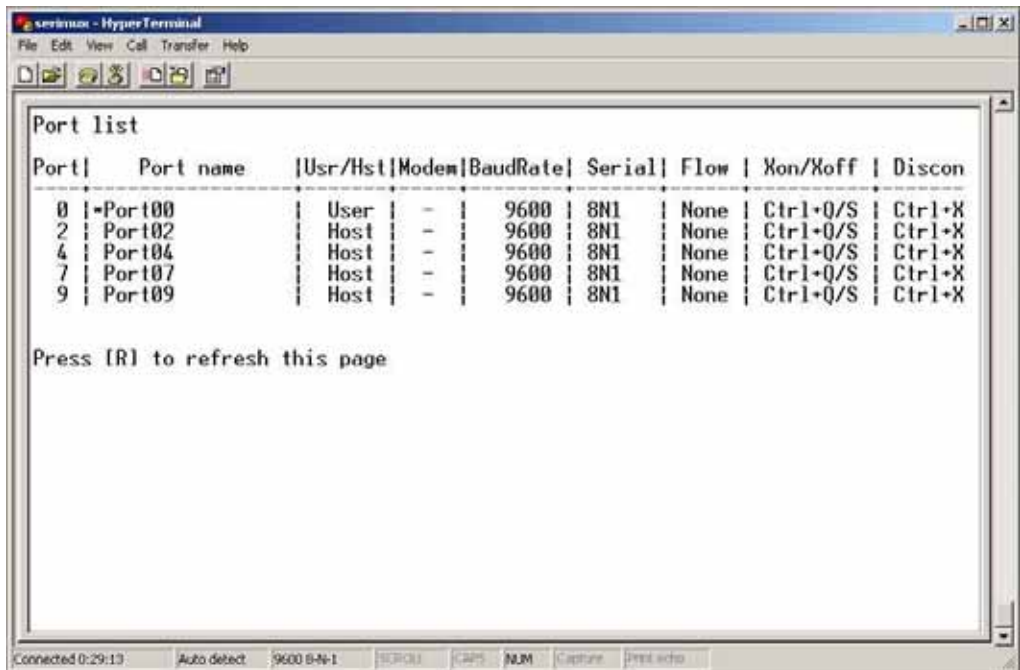 serimux - HyperTerminal
File Edit View Call Transfer Help
Port list
Port| Port name |Usr/Hst|Modem|BaudRate| Serial| Flow | Xon/Xoff | Discon
0 |*Port00 | User | - | 9600 | 8N1 | None | Ctrl+Q/S | Ctrl+X
2 | Port02 | Host | - | 9600 | 8N1 | None | Ctrl+Q/S | Ctrl+X
4 | Port04 | Host | - | 9600 | 8N1 | None | Ctrl+Q/S | Ctrl+X
7 | Port07 | Host | - | 9600 | 8N1 | None | Ctrl+Q/S | Ctrl+X
9 | Port09 | Host | - | 9600 | 8N1 | None | Ctrl+Q/S | Ctrl+X
Press [R] to refresh this page
Connected 0:29:13 Auto detect 9600 8-N-1 SCROLL CAPS NUM Capture Print echo